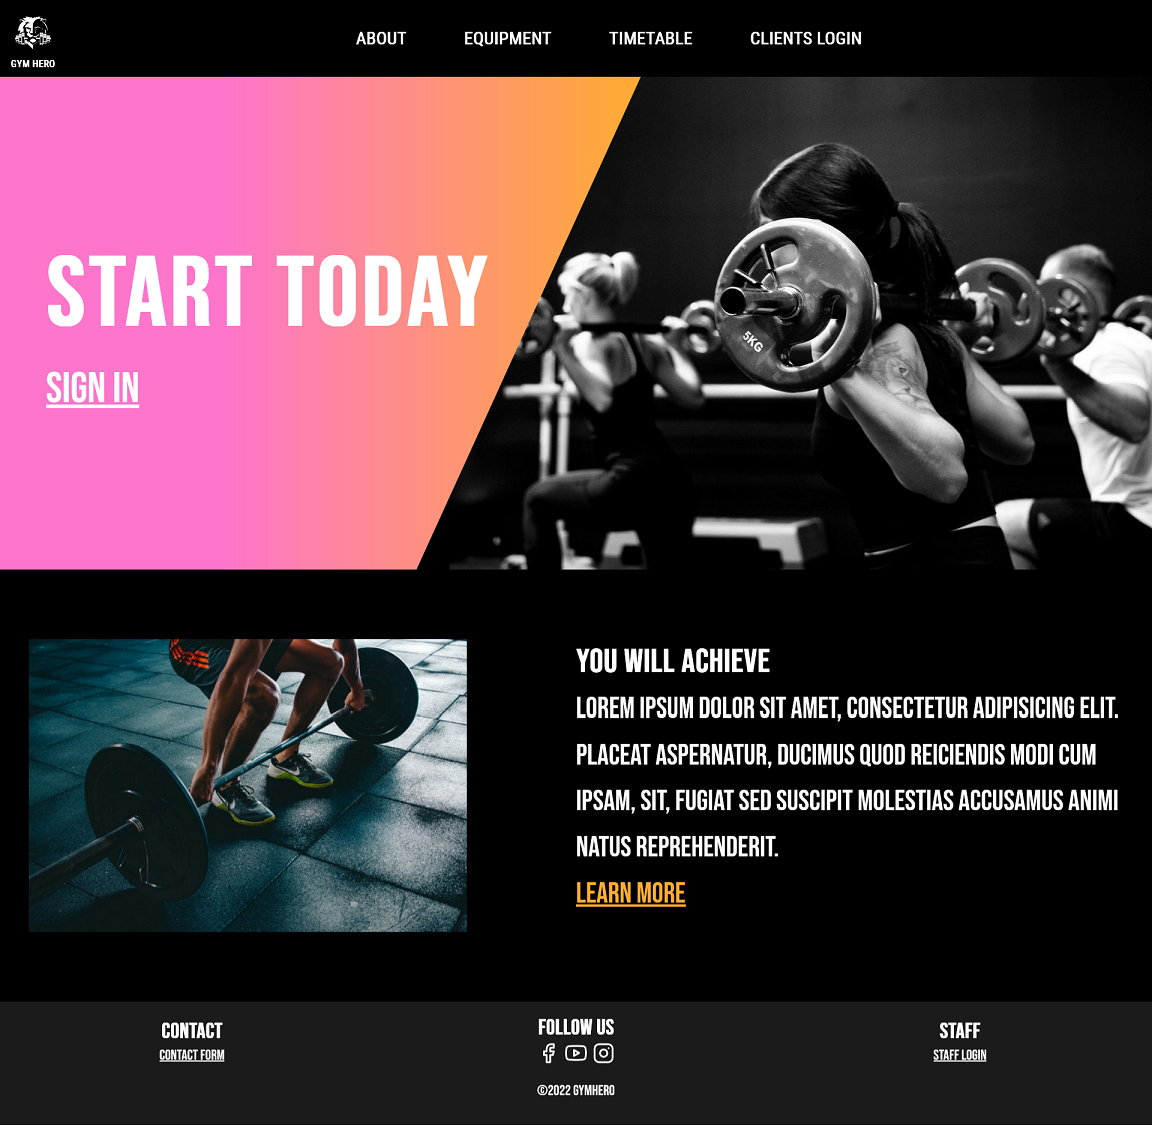 GYM HERO
ABOUT
EQUIPMENT
TIMETABLE
CLIENTS LOGIN
START TODAY
SIGN IN
5KG
YOU WILL ACHIEVE
LOREM IPSUM DOLOR SIT AMET, CONSECTETUR ADIPISICING ELIT.
PLACEAT ASPERNATUR, DUCIMUS QUOD REICIENDIS MODI CUM
IPSAM, SIT, FUGIAT SED SUSCIPIT MOLESTIAS ACCUSAMUS ANIMI
NATUS REPREHENDERIT.
LEARN MORE
CONTACT
CONTACT FORM
FOLLOW US
©2022 GYMHERO
STAFF
STAFF LOGIN